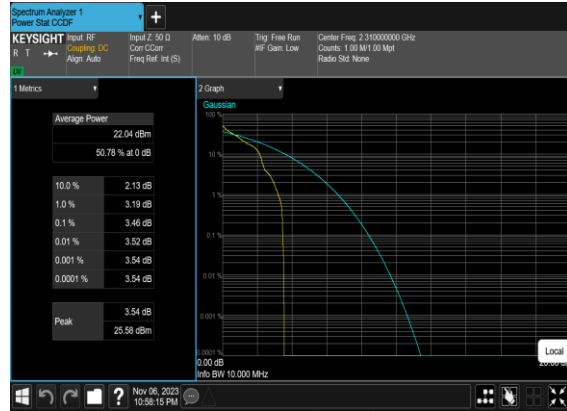 Spectrum Analyzer 1
Power Stat CCDF
KEYSIGHT
R T
LV
Input: RF
Coupling: DC
Align: Auto
Input Z: 50 Ω
Corr CCorr
Freq Ref: Int (S)
Atten: 10 dB
Trig: Free Run
#IF Gain: Low
Center Freq: 2.310000000 GHz
Counts: 1.00 M/1.00 Mpt
Radio Std: None
1 Metrics
Average Power
22.04 dBm
50.78 % at 0 dB
10.0 % 2.13 dB
1.0 % 3.19 dB
0.1 % 3.46 dB
0.01 % 3.52 dB
0.001 % 3.54 dB
0.0001 % 3.54 dB
Peak
3.54 dB
25.58 dBm
2 Graph
Gaussian
100 %
10 %
1 %
0.1 %
0.01 %
0.001 %
0.0001 %
0.00 dB
Info BW 10.000 MHz
Local
?
Nov 06, 2023
10:58:15 PM